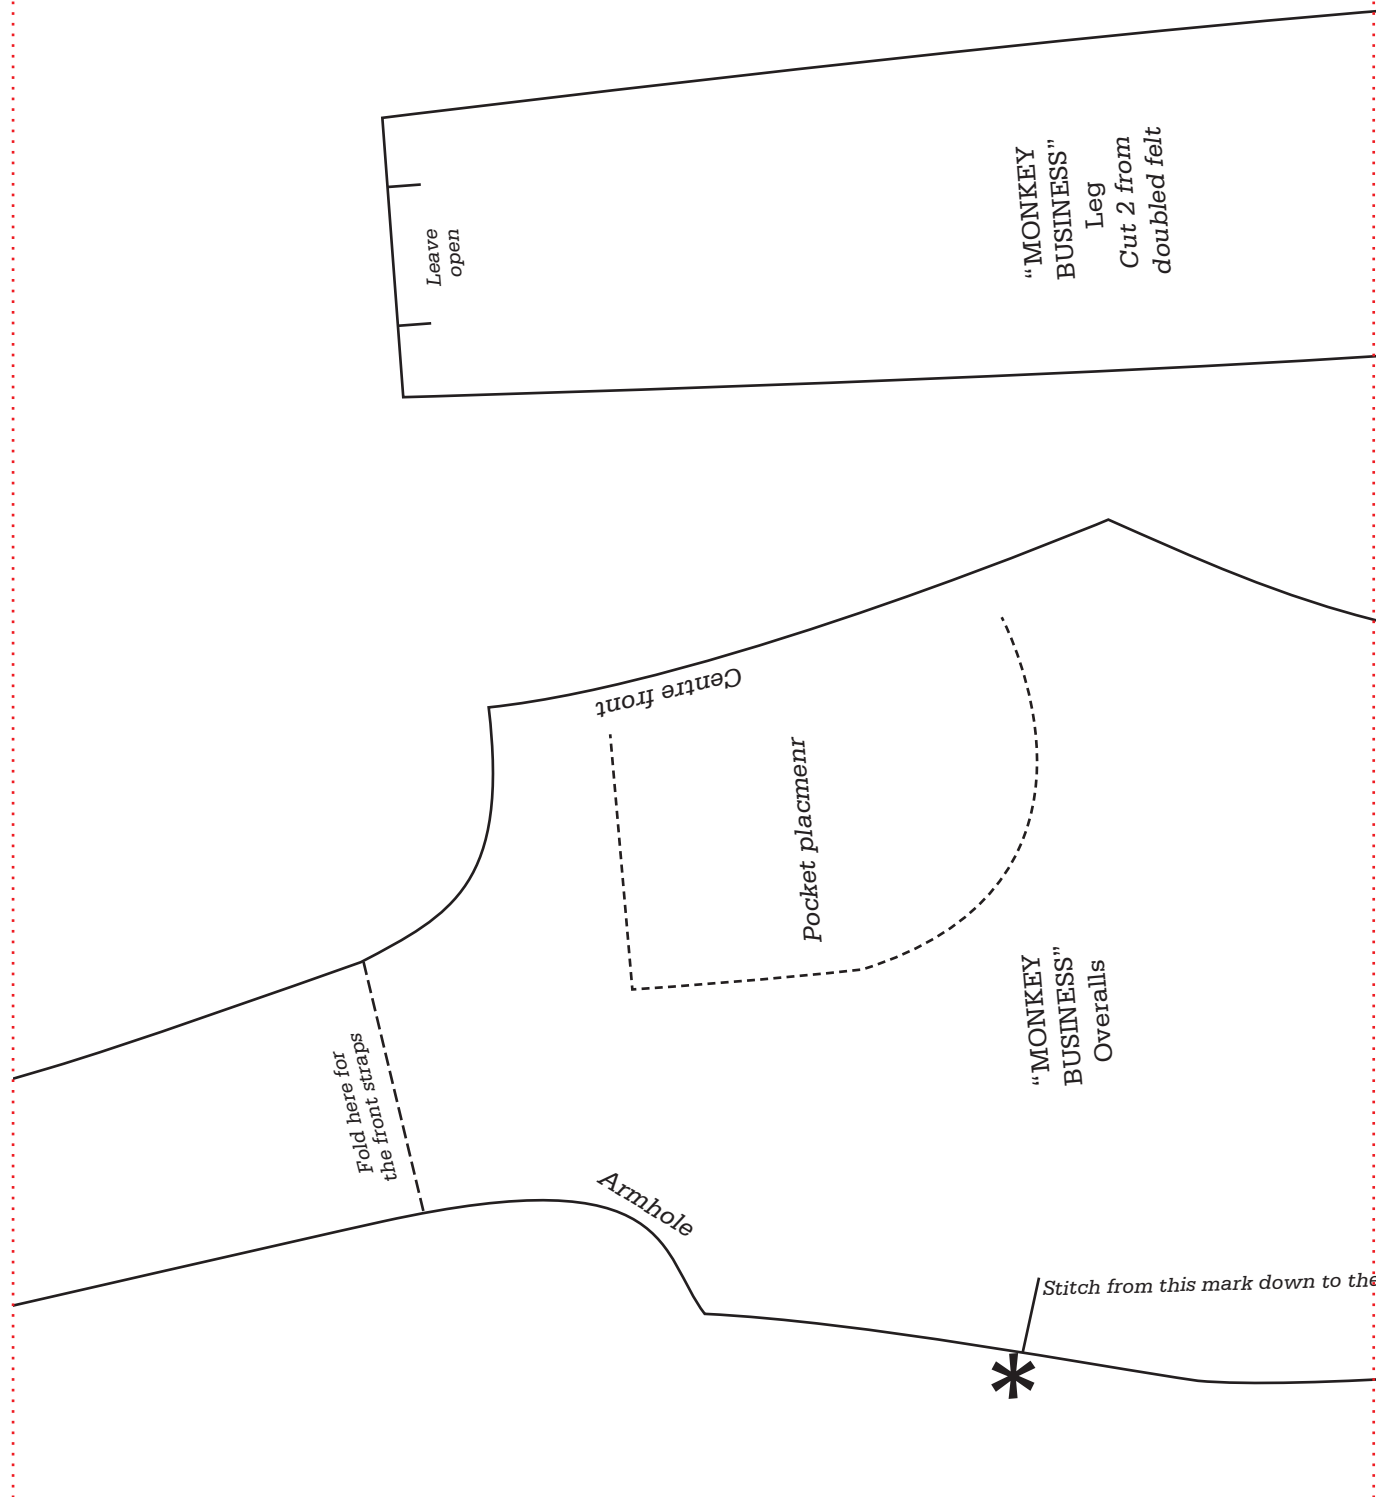 “MONKEY
BUSINESS”
Leg
Cut 2 from
doubled felt
Leave
open
Centre front
Pocket placmenr
“MONKEY
BUSINESS”
Overalls
Fold here for
the front straps
Armhole
Stitch from this mark down to the
*